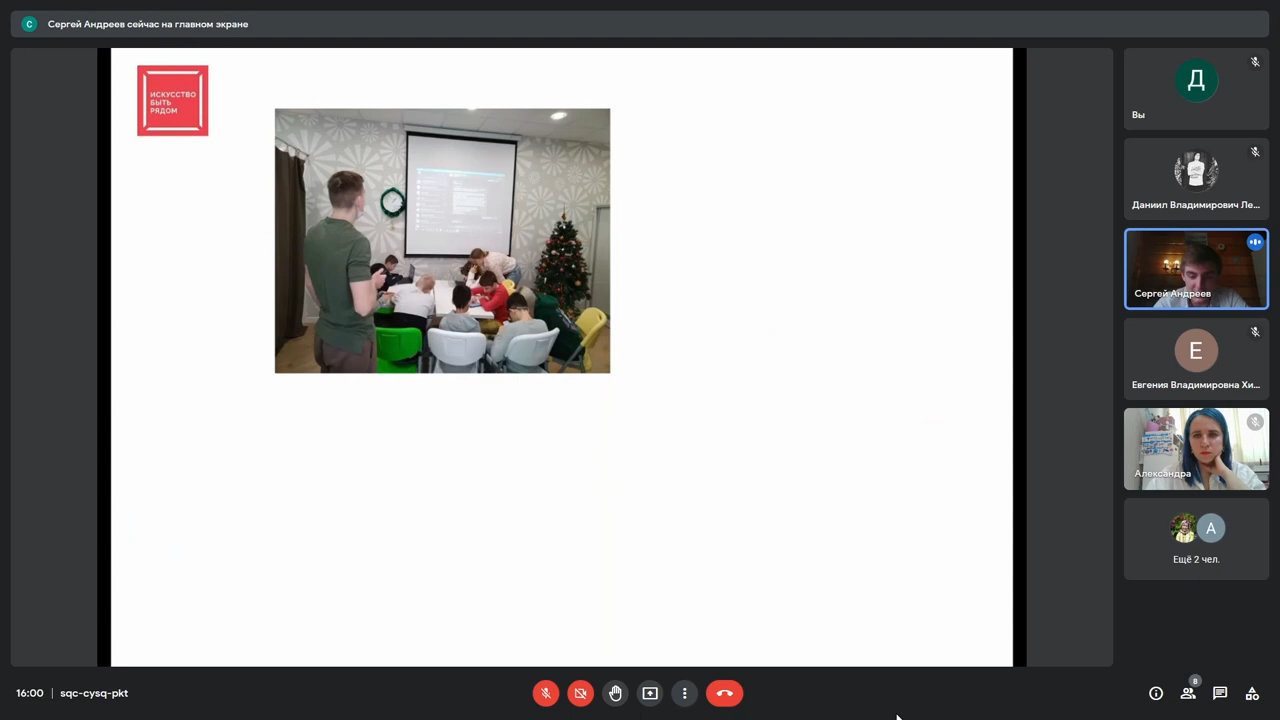 С
Сергей Андреев сейчас на главном экране
ИСКУССТВО
БЫТЬ
РЯДОМ
Д
Вы
Даниил Владимирович Ле...
Сергей Андреев
Е
Евгения Владимировна Хи...
Александра
А
Ещё 2 чел.
16:00
sqc-cysq-pkt
8